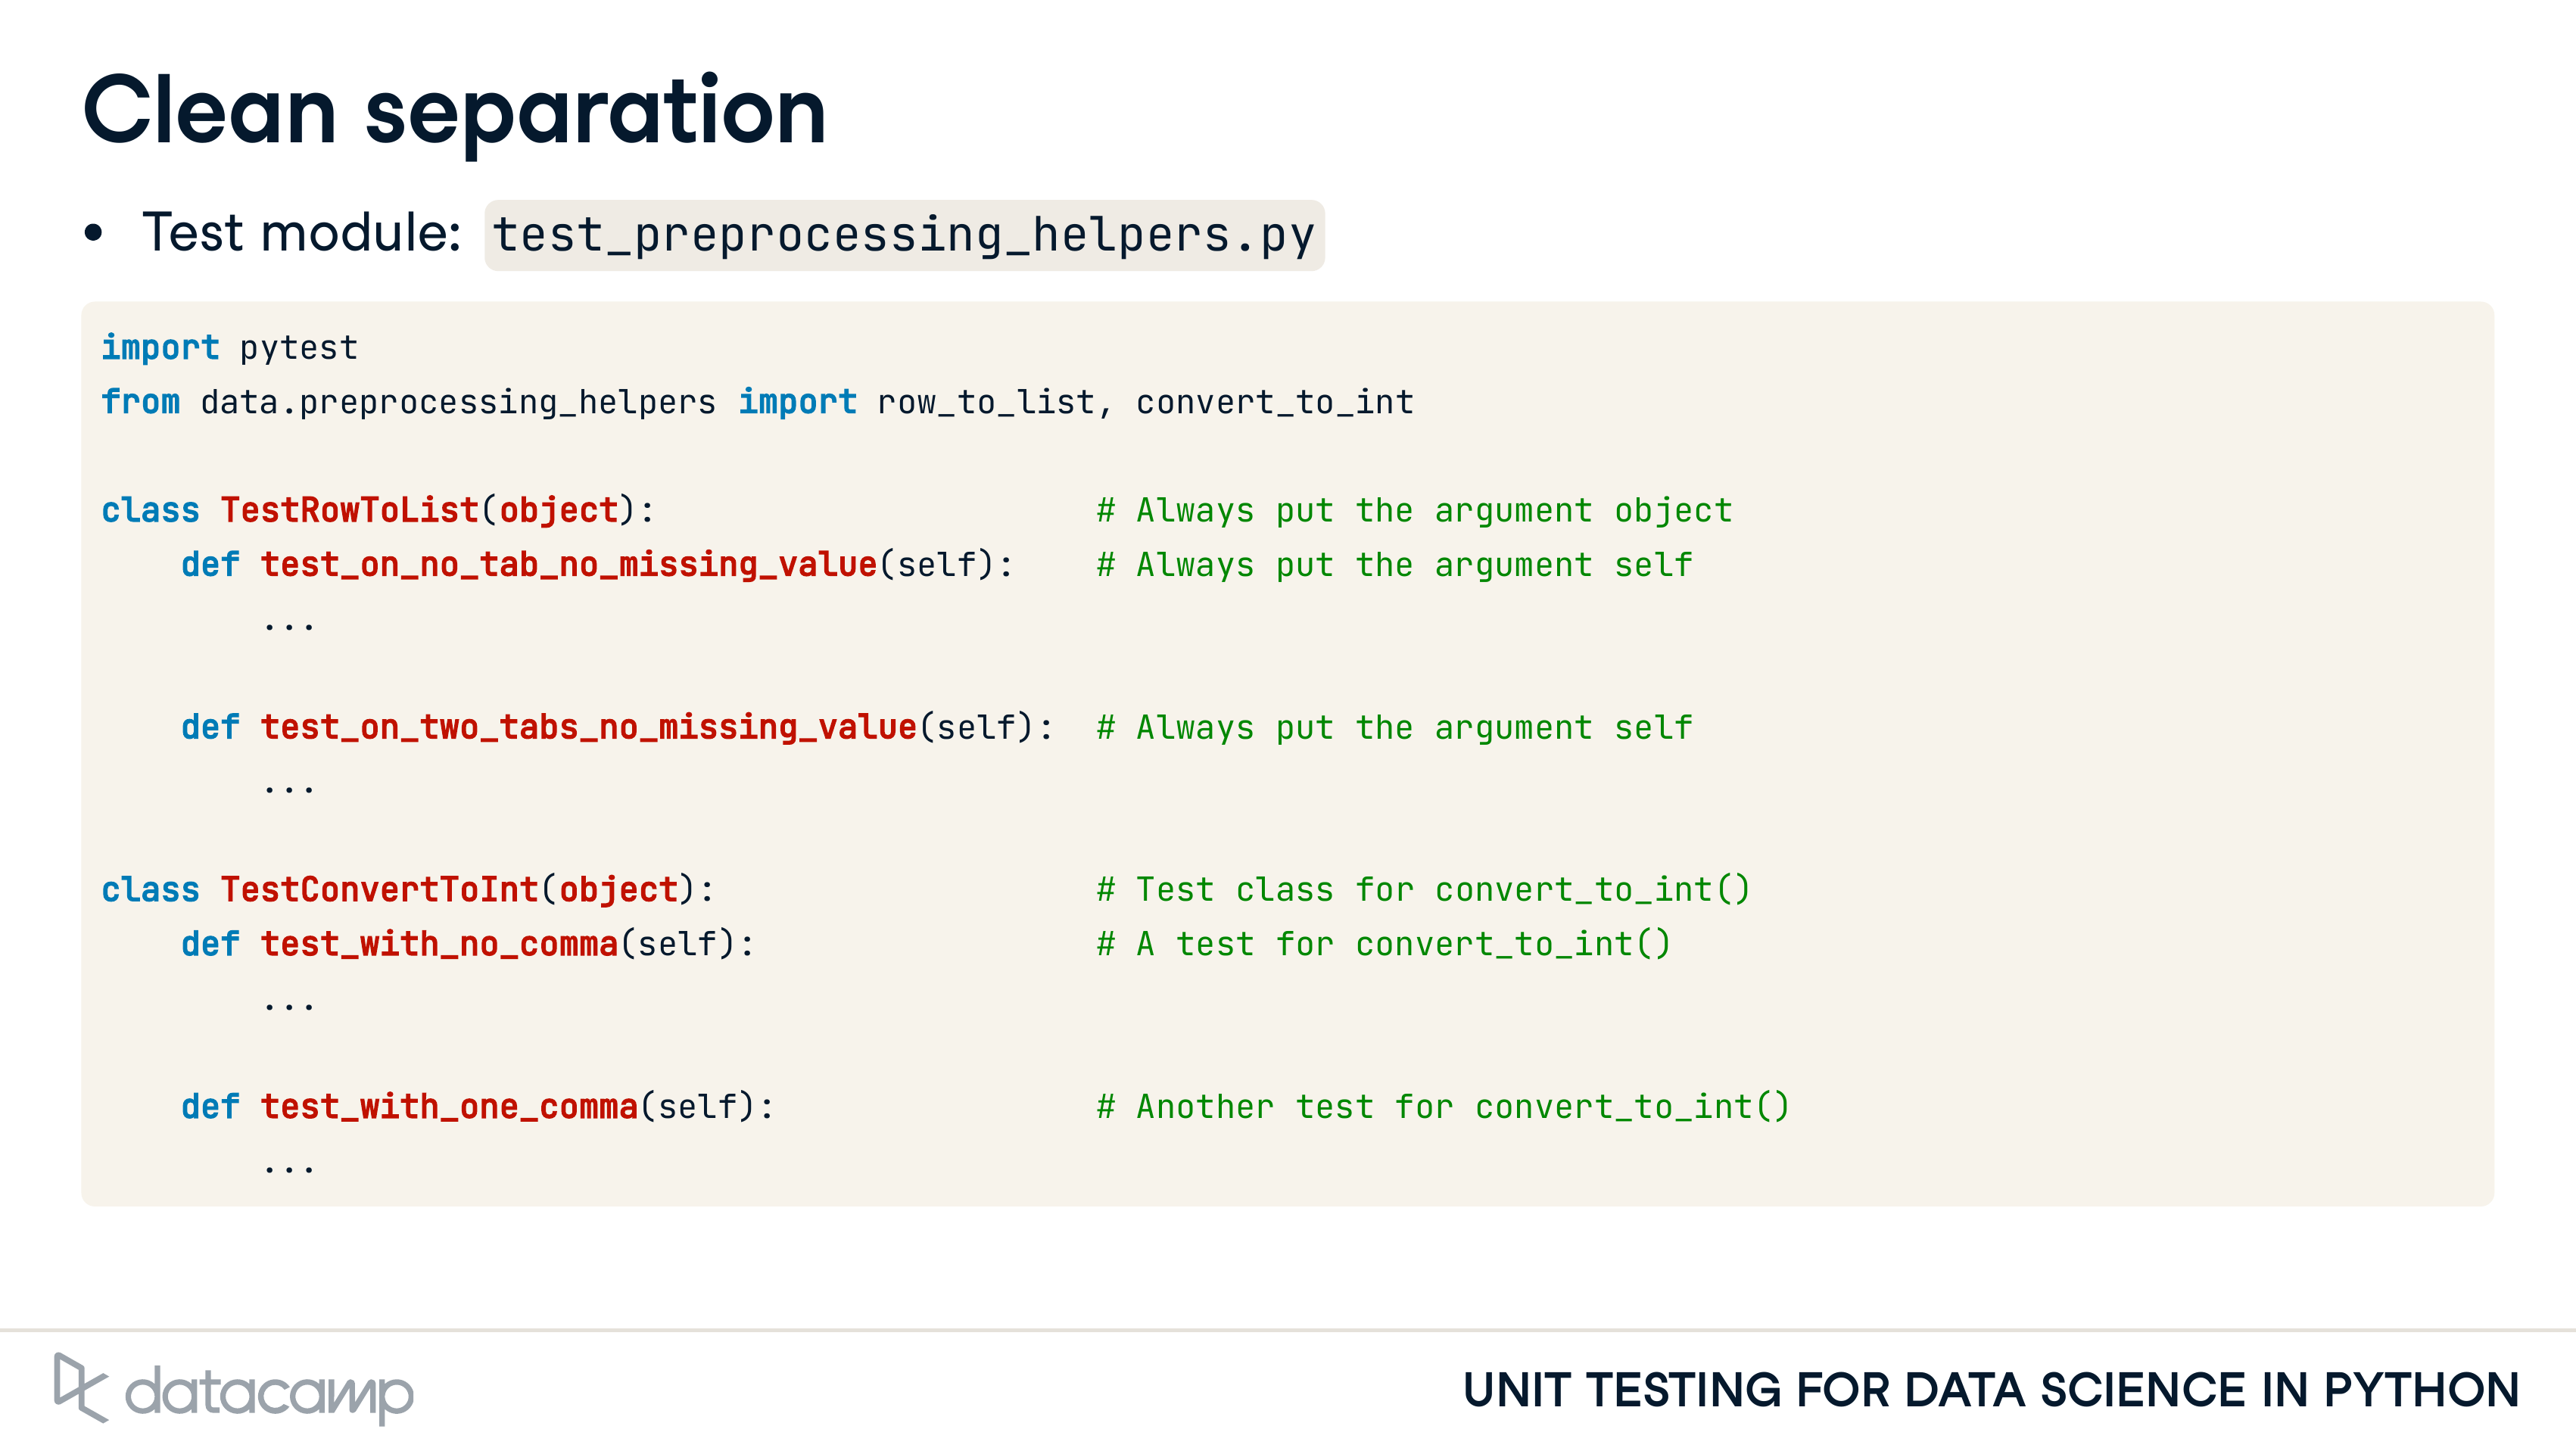 Clean separation
• Test module: test_preprocessing_helpers.py
import pytest
from data.preprocessing_helpers import row_to_list, convert_to_int
class TestRowToList(object):                      # Always put the argument object
    def test_on_no_tab_no_missing_value(self):    # Always put the argument self
        ...
    def test_on_two_tabs_no_missing_value(self):  # Always put the argument self
        ...
class TestConvertToInt(object):                   # Test class for convert_to_int()
    def test_with_no_comma(self):                 # A test for convert_to_int()
        ...
    def test_with_one_comma(self):                # Another test for convert_to_int()
        ...
datacamp
UNIT TESTING FOR DATA SCIENCE IN PYTHON